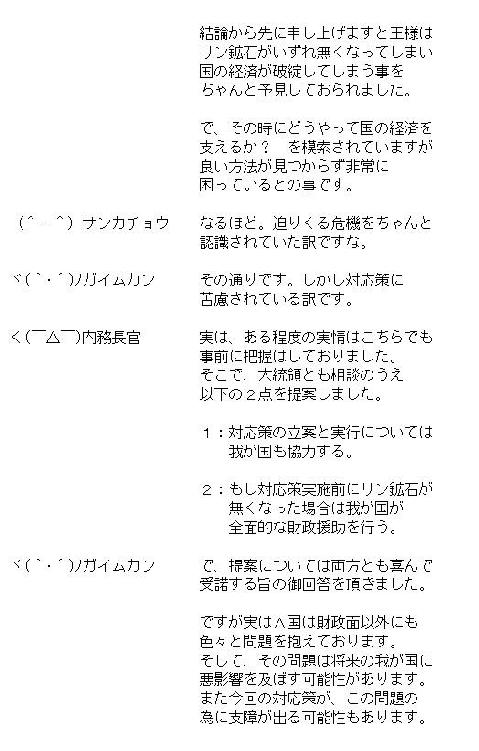 結論から先に申し上げますと王様は
リン鉱石がいずれ無くなってしまい
国の経済が破綻してしまう事を
ちゃんと予見しておられました。
で、その時にどうやって国の経済を
支えるか？ を模索されていますが
良い方法が見つからず非常に
困っているとの事です。
（＾－＾）ナンカチョウ なるほど。迫りくる危機をちゃんと
認識されていた訳ですな。
ヾ(｀・´)ﾉガイムカン その通りです。しかし対応策に
苦慮されている訳です。
く(￣△￣)内務長官 実は、ある程度の実情はこちらでも
事前に把握はしておりました、
そこで、大統領とも相談のうえ
以下の２点を提案しました。
１：対応策の立案と実行については
我が国も協力する。
２：もし対応策実施前にリン鉱石が
無くなった場合は我が国が
全面的な財政援助を行う。
ヾ(｀・´)ﾉガイムカン で、提案については両方とも喜んで
受諾する旨の御回答を頂きました。
ですが実はＡ国は財政面以外にも
色々と問題を抱えております。
そして、その問題は将来の我が国に
悪影響を及ぼす可能性があります。
また今回の対応策が、この問題の
為に支障が出る可能性もあります。